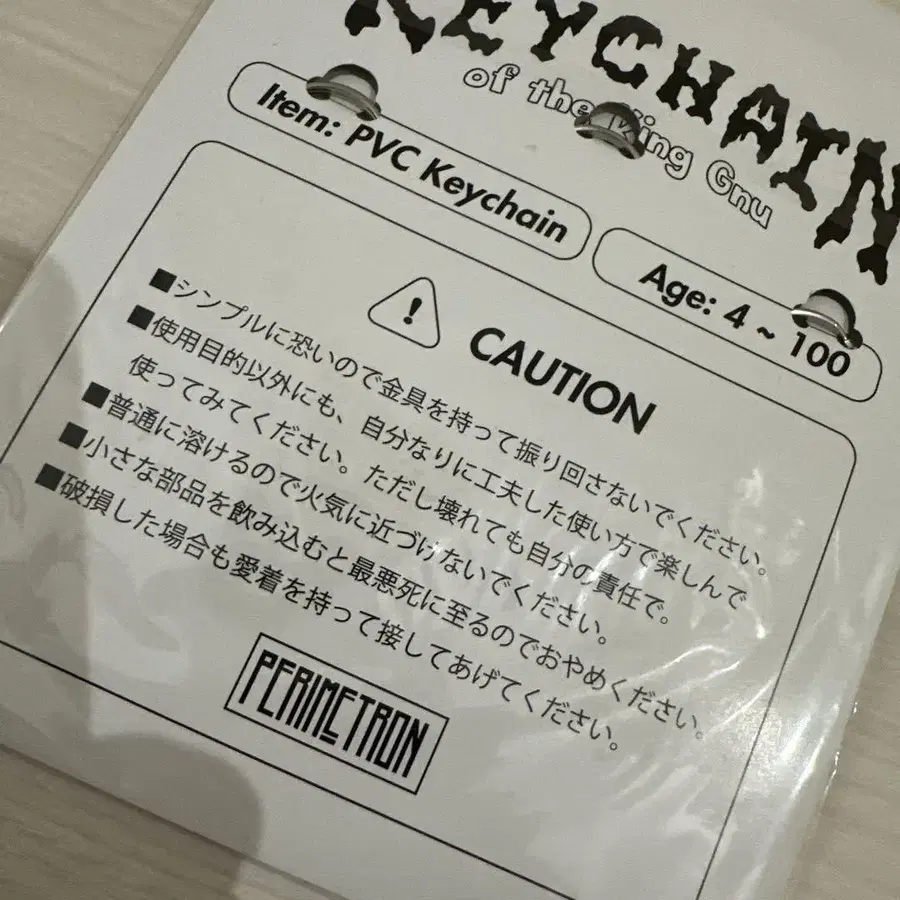 KEYCHAIN
of the King Gnu
Item: PVC Keychain
Age: 4 ~ 100
! CAUTION
■シンプルに恐いので金具を持って振り回さないでください。
■使用目的以外にも、自分なりに工夫した使い方で楽しんで
使ってみてください。ただし壊れても自分の責任で。
■普通に溶けるので火気に近づけないでください。
■小さな部品を飲み込むと最悪死に至るのでおやめください。
■破損した場合も愛着を持って接してあげてください。
PERIMETRON